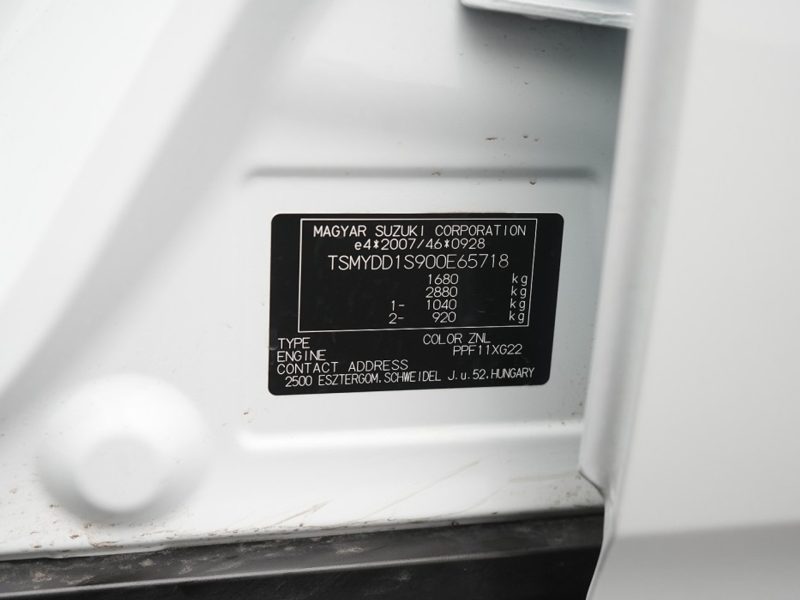 MAGYAR SUZUKI CORPORATION
e4*2007/46*0928
TSMYDD1S900E65718
1680 kg
2880 kg
1- 1040 kg
2- 920 kg
TYPE COLOR ZNL
ENGINE PPF11XG22
CONTACT ADDRESS
2500 ESZTERGOM, SCHWEIDEL J.u.52, HUNGARY